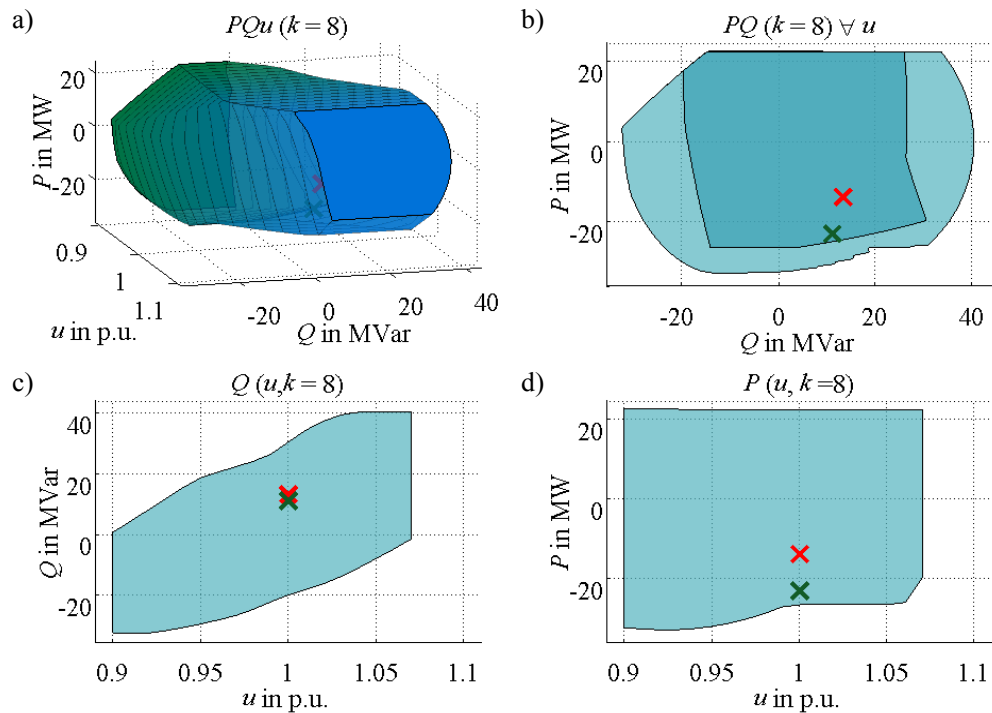 a)
PQu (k = 8)
20
0
-20
P in MW
0.9
1
1.1
u in p.u.
-20
0
20
40
Q in MVar
b)
PQ (k = 8) ∀ u
20
0
-20
P in MW
-20
0
20
40
Q in MVar
c)
Q (u,k = 8)
40
20
0
-20
Q in MVar
0.9
0.95
1
1.05
1.1
u in p.u.
d)
P (u, k =8)
20
0
-20
P in MW
0.9
0.95
1
1.05
1.1
u in p.u.